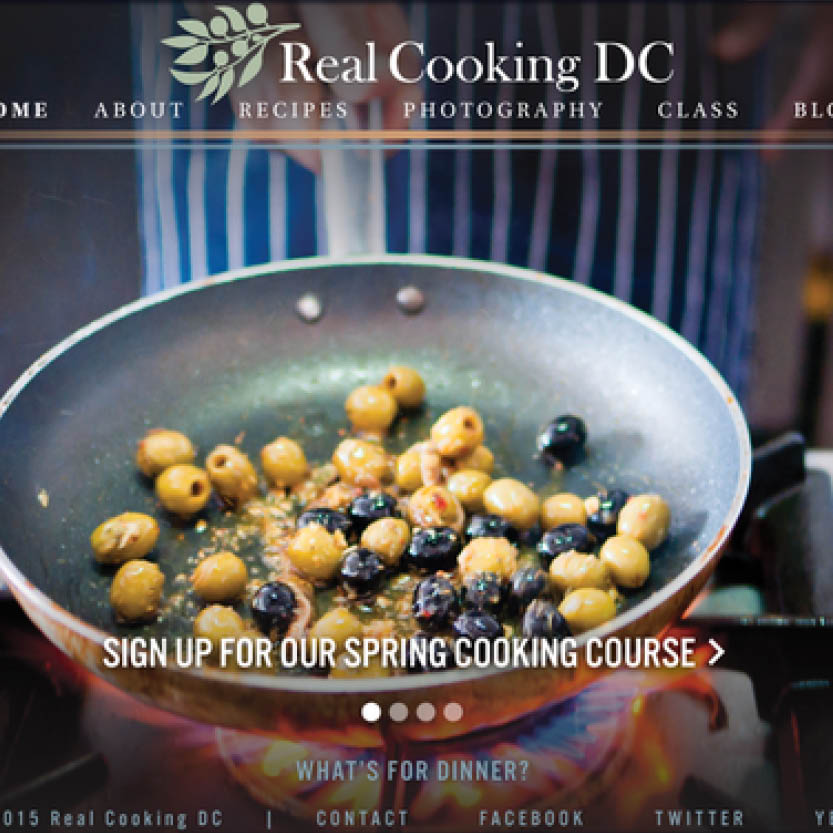 Real Cooking DC
OME ABOUT RECIPES PHOTOGRAPHY CLASS BLO
SIGN UP FOR OUR SPRING COOKING COURSE >
WHAT'S FOR DINNER?
015 Real Cooking DC | CONTACT FACEBOOK TWITTER Y